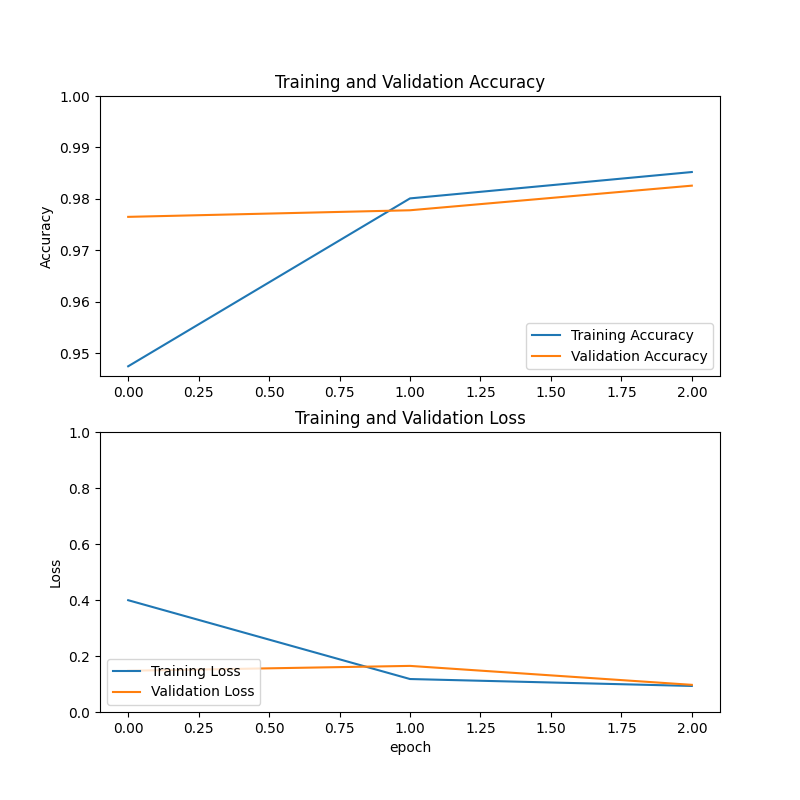 Training and Validation Accuracy
1.00
0.99
0.98
0.97
0.96
0.95
Accuracy
Training Accuracy
Validation Accuracy
0.00 0.25 0.50 0.75 1.00 1.25 1.50 1.75 2.00
Training and Validation Loss
1.0
0.8
0.6
0.4
0.2
0.0
Loss
Training Loss
Validation Loss
0.00 0.25 0.50 0.75 1.00 1.25 1.50 1.75 2.00
epoch